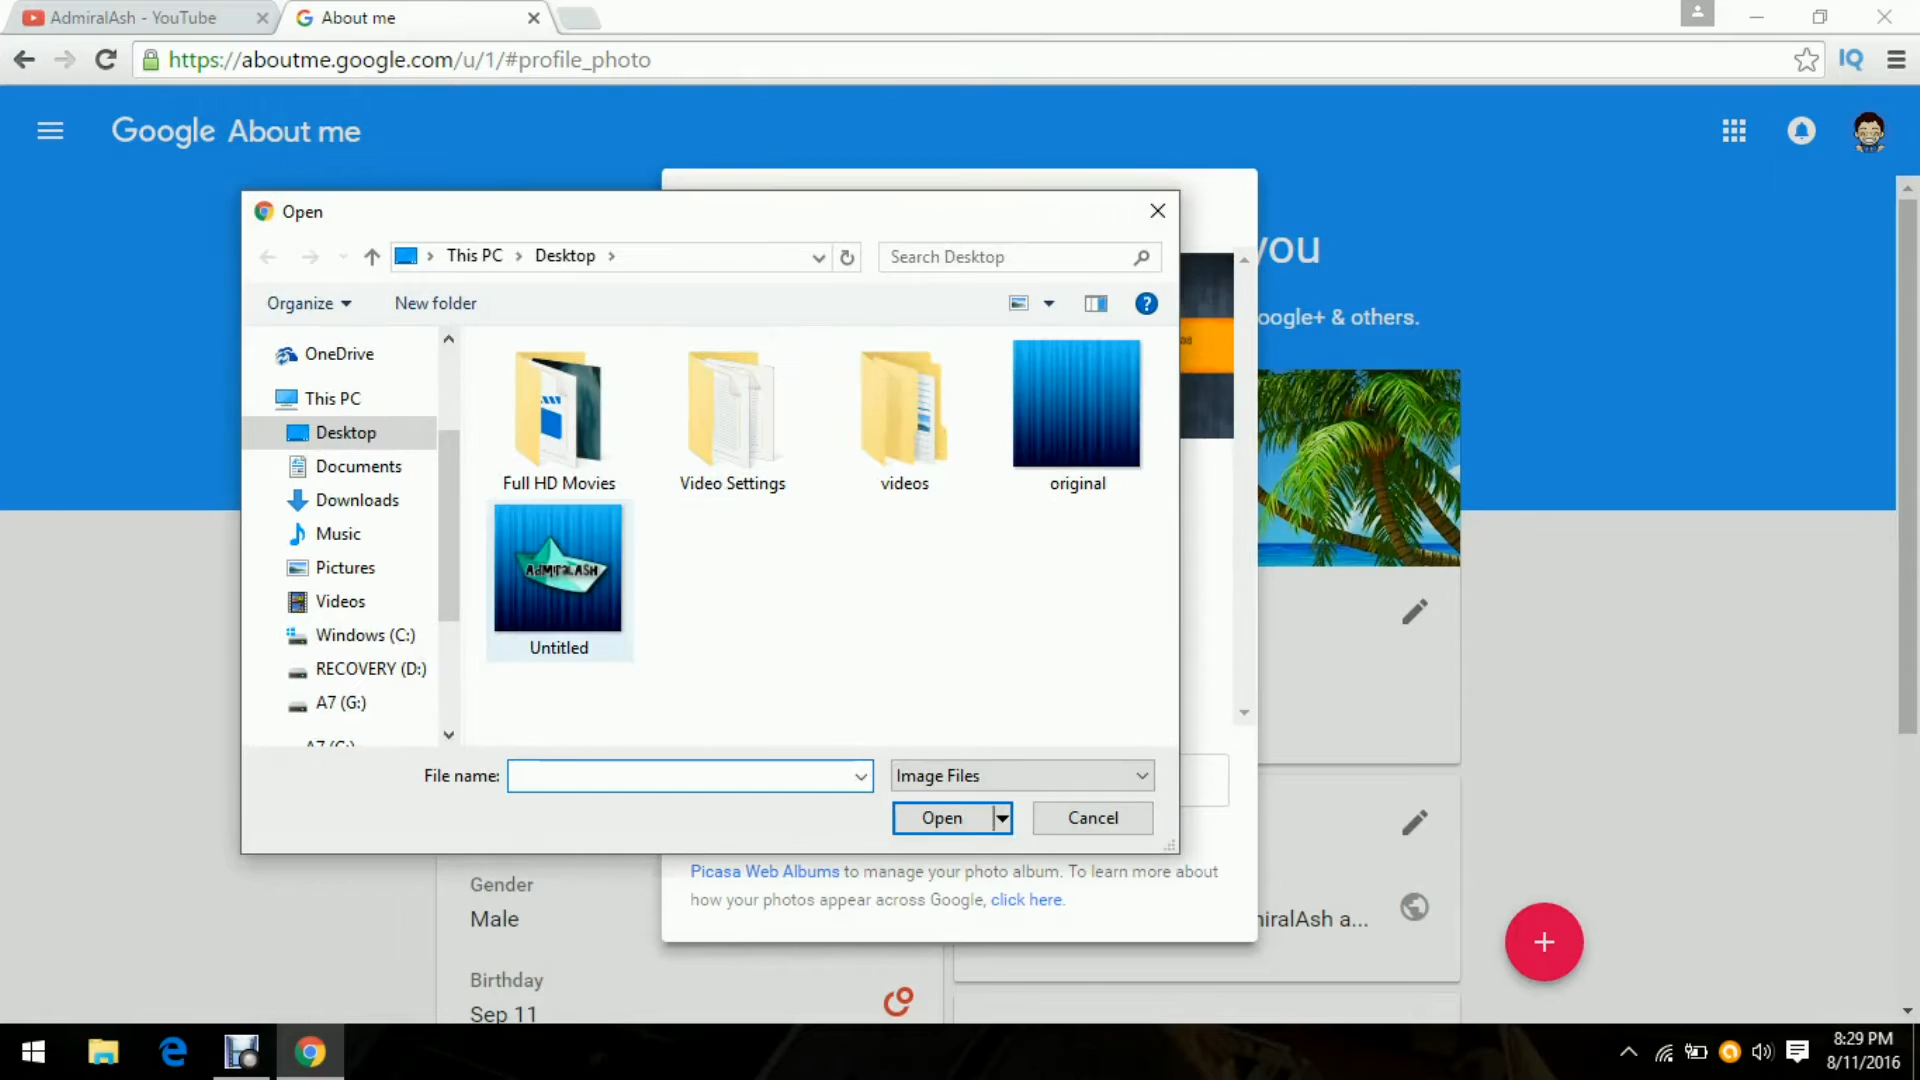 AdmiralAsh - YouTube
About me
https://aboutme.google.com/u/1/#profile_photo
IQ
Google About me
you
oogle+ & others.
Open
This PC
Desktop
Search Desktop
Organize
New folder
OneDrive
This PC
Desktop
Documents
Downloads
Music
Pictures
Videos
Windows (C:)
RECOVERY (D:)
A7 (G:)
A7 (G:)
Full HD Movies
Video Settings
videos
original
AdMiralASH
Untitled
File name:
Image Files
Open
Cancel
Picasa Web Albums to manage your photo album. To learn more about
how your photos appear across Google, click here.
Gender
Male
Birthday
Sep 11
miralAsh a...
8:29 PM
8/11/2016